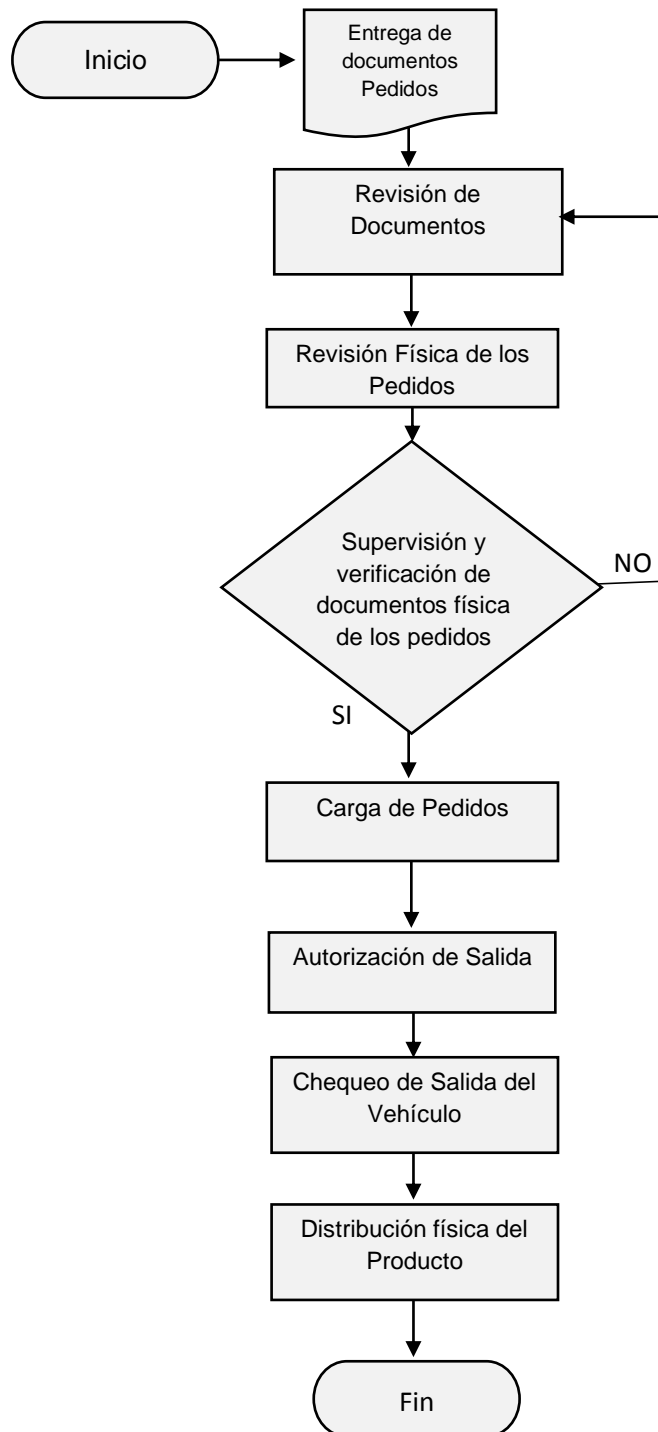 Inicio
Entrega de
documentos
Pedidos
Revisión de
Documentos
Revisión Física de los
Pedidos
Supervisión y
verificación de
documentos física
de los pedidos
NO
SI
Carga de Pedidos
Autorización de Salida
Chequeo de Salida del
Vehículo
Distribución física del
Producto
Fin